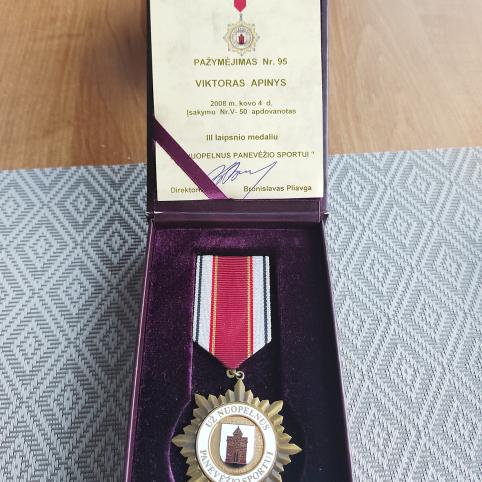 PAŽYMĖJIMAS Nr. 95
VIKTORAS APINYS
2008 m. kovo 4 d.
Įsakymu Nr.V- 50 apdovanotas
III laipsnio medaliu
NUOPELNUS PANEVĖŽIO SPORTUI "
Bronislavas Pliavga
UŽ NUOPELNUS
PANEVĖŽIO SPORTUI